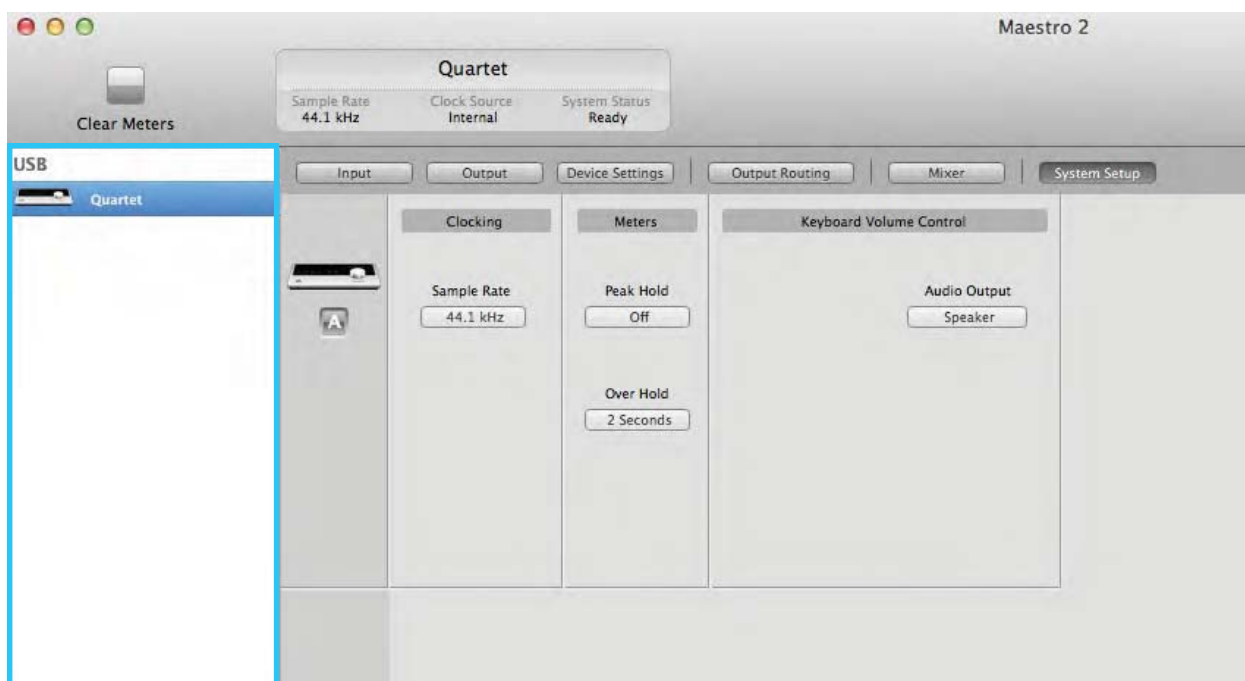 Maestro 2
Clear Meters
Quartet
Sample Rate Clock Source System Status
44.1 kHz Internal Ready
USB
Quartet
Input Output Device Settings Output Routing Mixer System Setup
Clocking Meters Keyboard Volume Control
Sample Rate Peak Hold Audio Output
A 44.1 kHz Off Speaker
Over Hold
2 Seconds